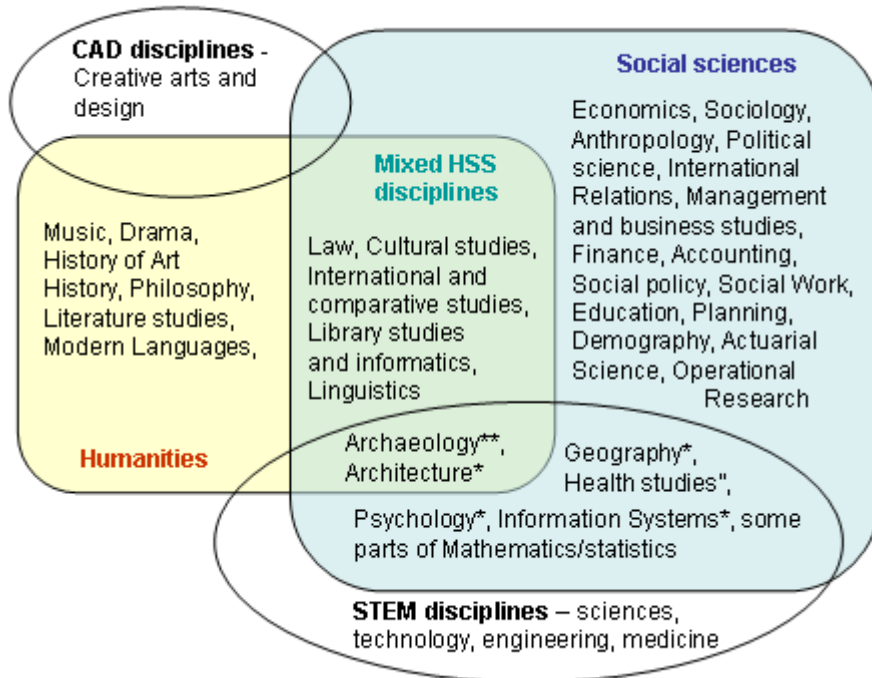 CAD disciplines -
Creative arts and
design
Social sciences
Economics, Sociology,
Anthropology, Political
science, International
Relations, Management
and business studies,
Finance, Accounting,
Social policy, Social Work,
Education, Planning,
Demography, Actuarial
Science, Operational
Research
Mixed HSS
disciplines
Law, Cultural studies,
International and
comparative studies,
Library studies
and informatics,
Linguistics
Music, Drama,
History of Art
History, Philosophy,
Literature studies,
Modern Languages,
Humanities
Archaeology**,
Architecture*
Geography*,
Health studies",
Psychology*, Information Systems*, some
parts of Mathematics/statistics
STEM disciplines – sciences,
technology, engineering, medicine